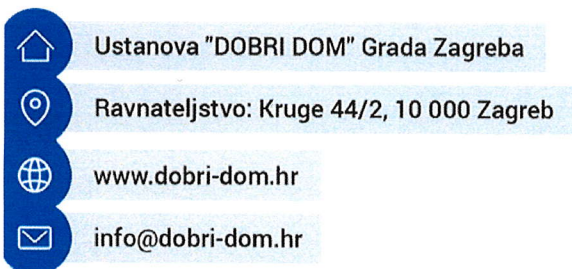 Ustanova "DOBRI DOM" Grada Zagreba
Ravnateljstvo: Kruge 44/2, 10 000 Zagreb
www.dobri-dom.hr
info@dobri-dom.hr